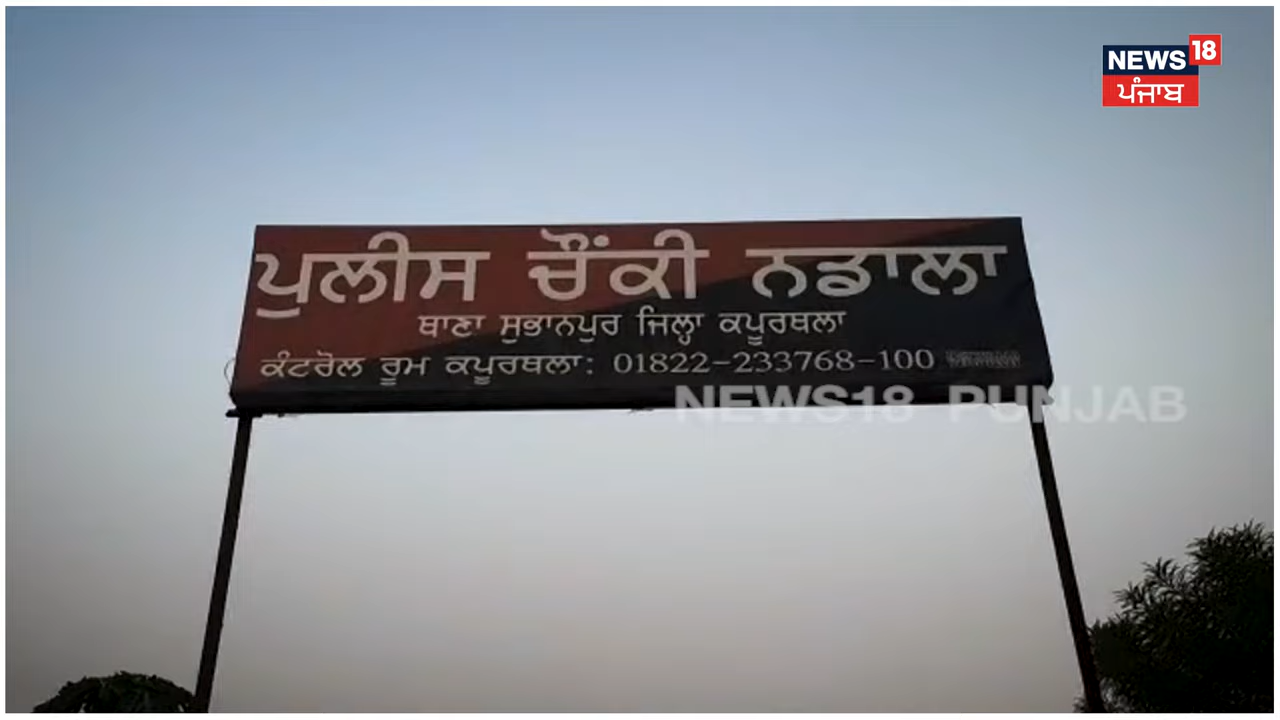 NEWS 18
ਪੰਜਾਬ
ਪੁਲੀਸ ਚੌਂਕੀ ਨਡਾਲਾ
ਥਾਣਾ ਸੁਭਾਨਪੁਰ ਜਿਲ੍ਹਾ ਕਪੂਰਥਲਾ
ਕੰਟਰੋਲ ਰੂਮ ਕਪੂਰਥਲਾ: 01822-233768-100
NEWS18 PUNJAB